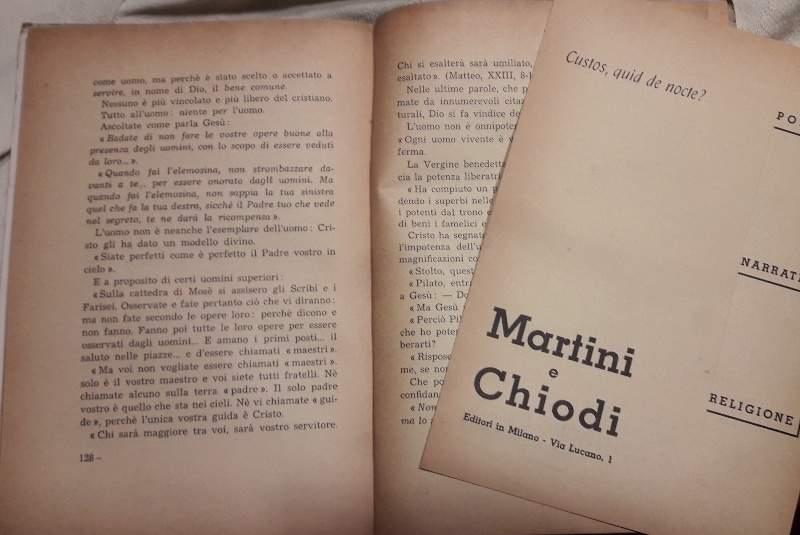 come uomo, ma perchè è stato scelto o accettato a
servire, in nome di Dio, il bene comune.
Nessuno è più vincolato e più libero del cristiano.
Tutto all'uomo: niente per l'uomo.
Ascoltate come parla Gesù:
« Badate di non fare le vostre opere buone alla
presenza degli uomini, con lo scopo di essere veduti
da loro... ».
« Quando fai l'elemosina, non strombazzare da-
vanti a te... per essere onorato dagli uomini. Ma
quando fai l'elemosina, non sappia la tua sinistra
quel che fa la tua destra, sicchè il Padre tuo che vede
nel segreto, te ne darà la ricompensa ».
L'uomo non è neanche l'esemplare dell'uomo: Cri-
sto gli ha dato un modello divino.
« Siate perfetti come è perfetto il Padre vostro in
cielo ».
E a proposito di certi uomini superiori:
« Sulla cattedra di Mosè si assisero gli Scribi e i
Farisei. Osservate e fate pertanto ciò che vi diranno:
ma non fate secondo le opere loro: perchè dicono e
non fanno. Fanno poi tutte le loro opere per essere
osservati dagli uomini... E amano i primi posti... il
saluto nelle piazze... e d'essere chiamati « maestri ».
« Ma voi non vogliate essere chiamati « maestri ».
solo è il vostro maestro e voi siete tutti fratelli. Nè
chiamate alcuno sulla terra « padre ». Il solo padre
vostro è quello che sta nei cieli. Nè vi chiamate « gui-
de », perchè l'unica vostra guida è Cristo.
« Chi sarà maggiore tra voi, sarà vostro servitore.
128 —
Chi si esalterà sarà umiliato,
esaltato ». (Matteo, XXIII, 8-1
Nelle ultime parole, che p
mate da innumerevoli citaz
turali, Dio si fa vindice de
L'uomo non è onnipote
« Ogni uomo vivente è v
ferma.
La Vergine benedetta
cia la potenza liberatr
« Ha compiuto un p
dendo i superbi nelle
i potenti dal trono e
di beni i famelici e
Cristo ha segnat
l'impotenza dell'u
magnificazioni co
« Stolto, quest
« Pilato, entr
a Gesù: — Do
« Ma Gesù
« Perciò Pil
che ho pote
berarti?
« Rispose
me, se non
Che po
confidan
« Non
ma lo
Custos, quid de nocte?
PO
NARRATI
RELIGIONE
Martini
e
Chiodi
Editori in Milano - Via Lucano, 1